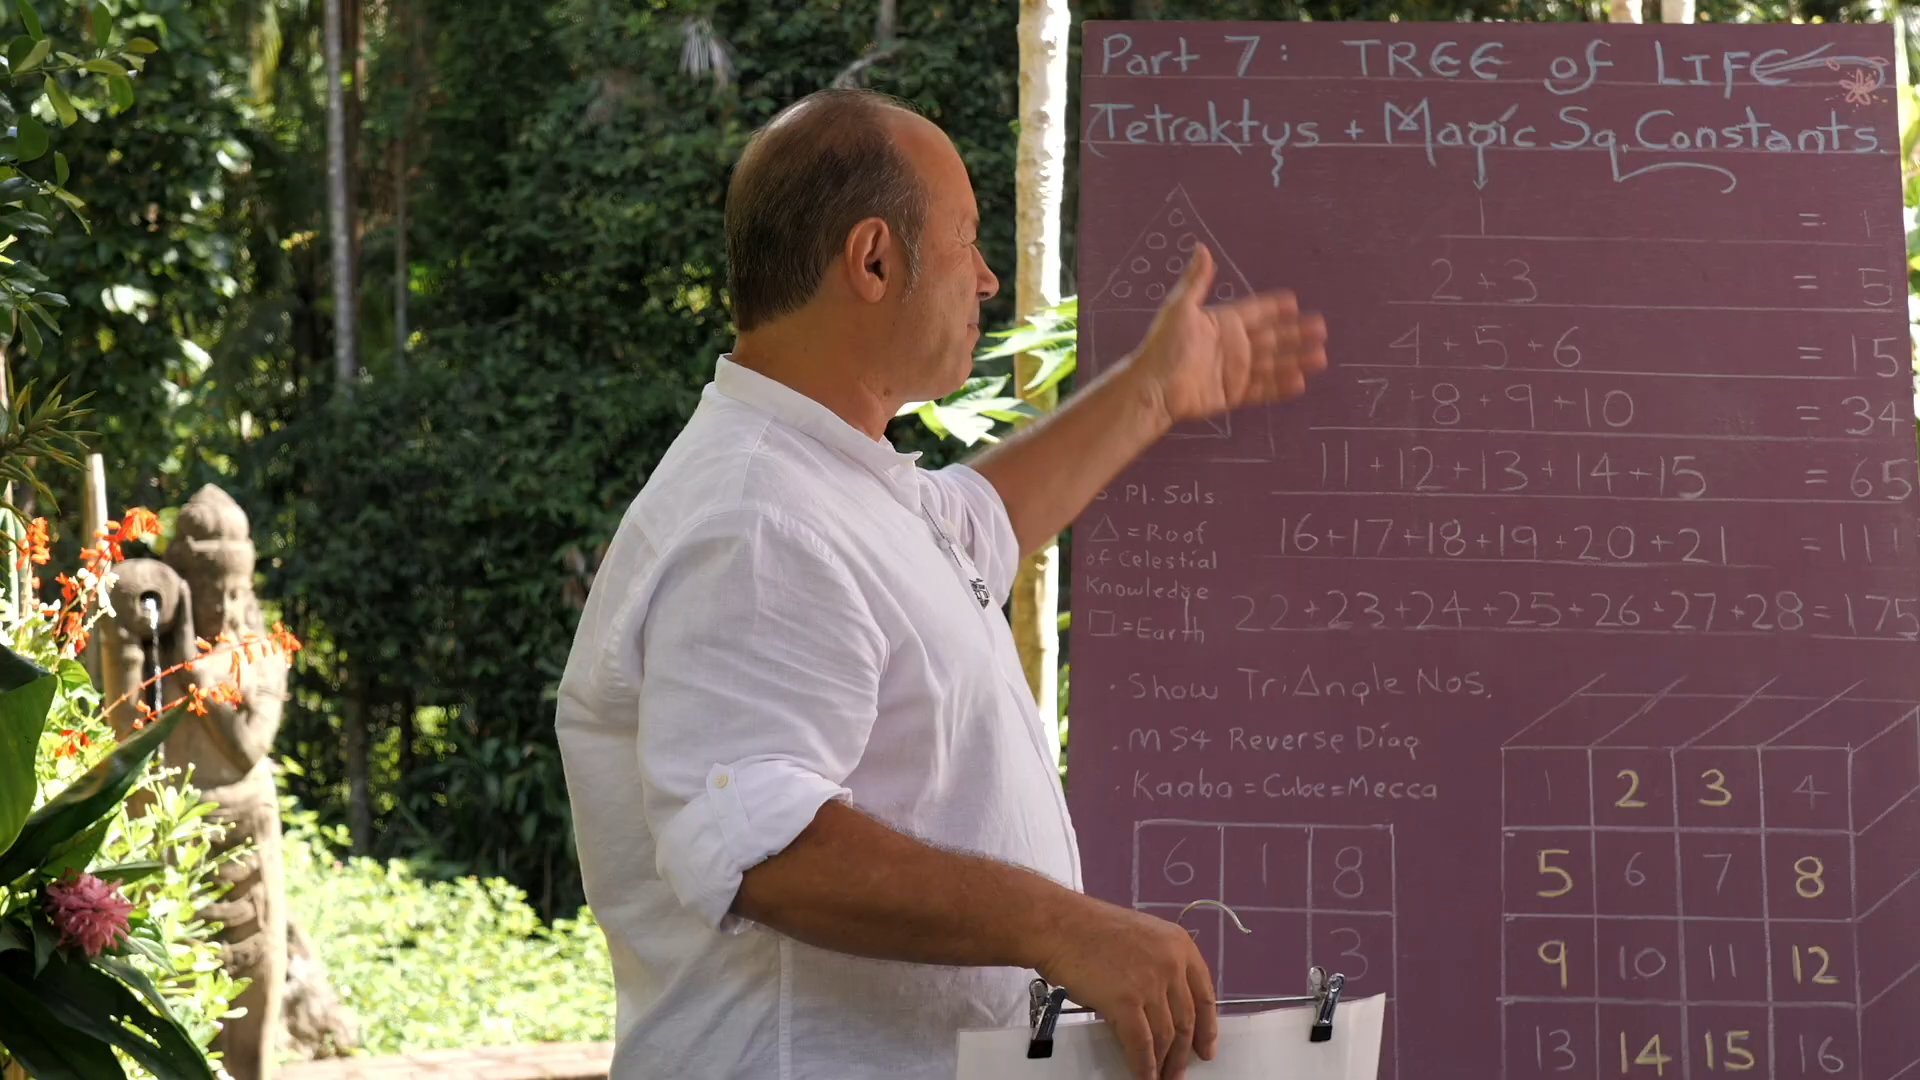 Part 7: TREE of LIFE
Tetraktys + Magic Sq. Constants.
1 = 1
2 + 3 = 5
4 + 5 + 6 = 15
7 + 8 + 9 + 10 = 34
11 + 12 + 13 + 14 + 15 = 65
16 + 17 + 18 + 19 + 20 + 21 = 111
22 + 23 + 24 + 25 + 26 + 27 + 28 = 175
Pl. Sols.
△ = Roof
of Celestial
Knowledge
□ = Earth
· Show Tri△ngle Nos.
· MS4 Reverse Diag
· Kaaba = Cube = Mecca
6 1 8
3
1 2 3 4
5 6 7 8
9 10 11 12
13 14 15 16